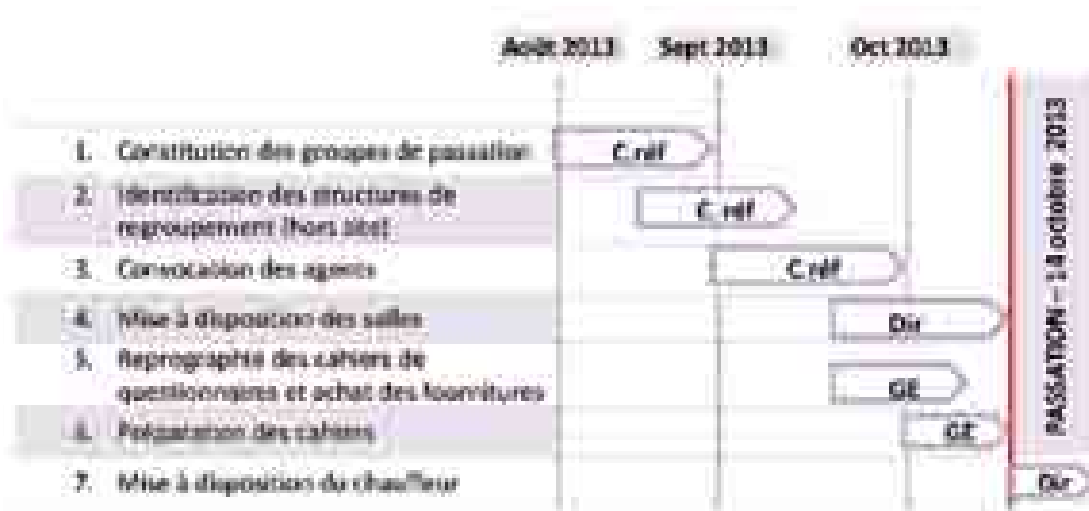 Août 2013 Sept 2013 Oct 2013
1. Constitution des groupes de passation C.réf
2. Identification des structures de
regroupement (hors site) C.réf
3. Convocation des agents C.réf
4. Mise à disposition des salles Dir
5. Reprographie des cahiers de
questionnaires et achat des fournitures GE
6. Préparation des cahiers GE
7. Mise à disposition du chauffeur Dir
PASSATION – 14 octobre 2013